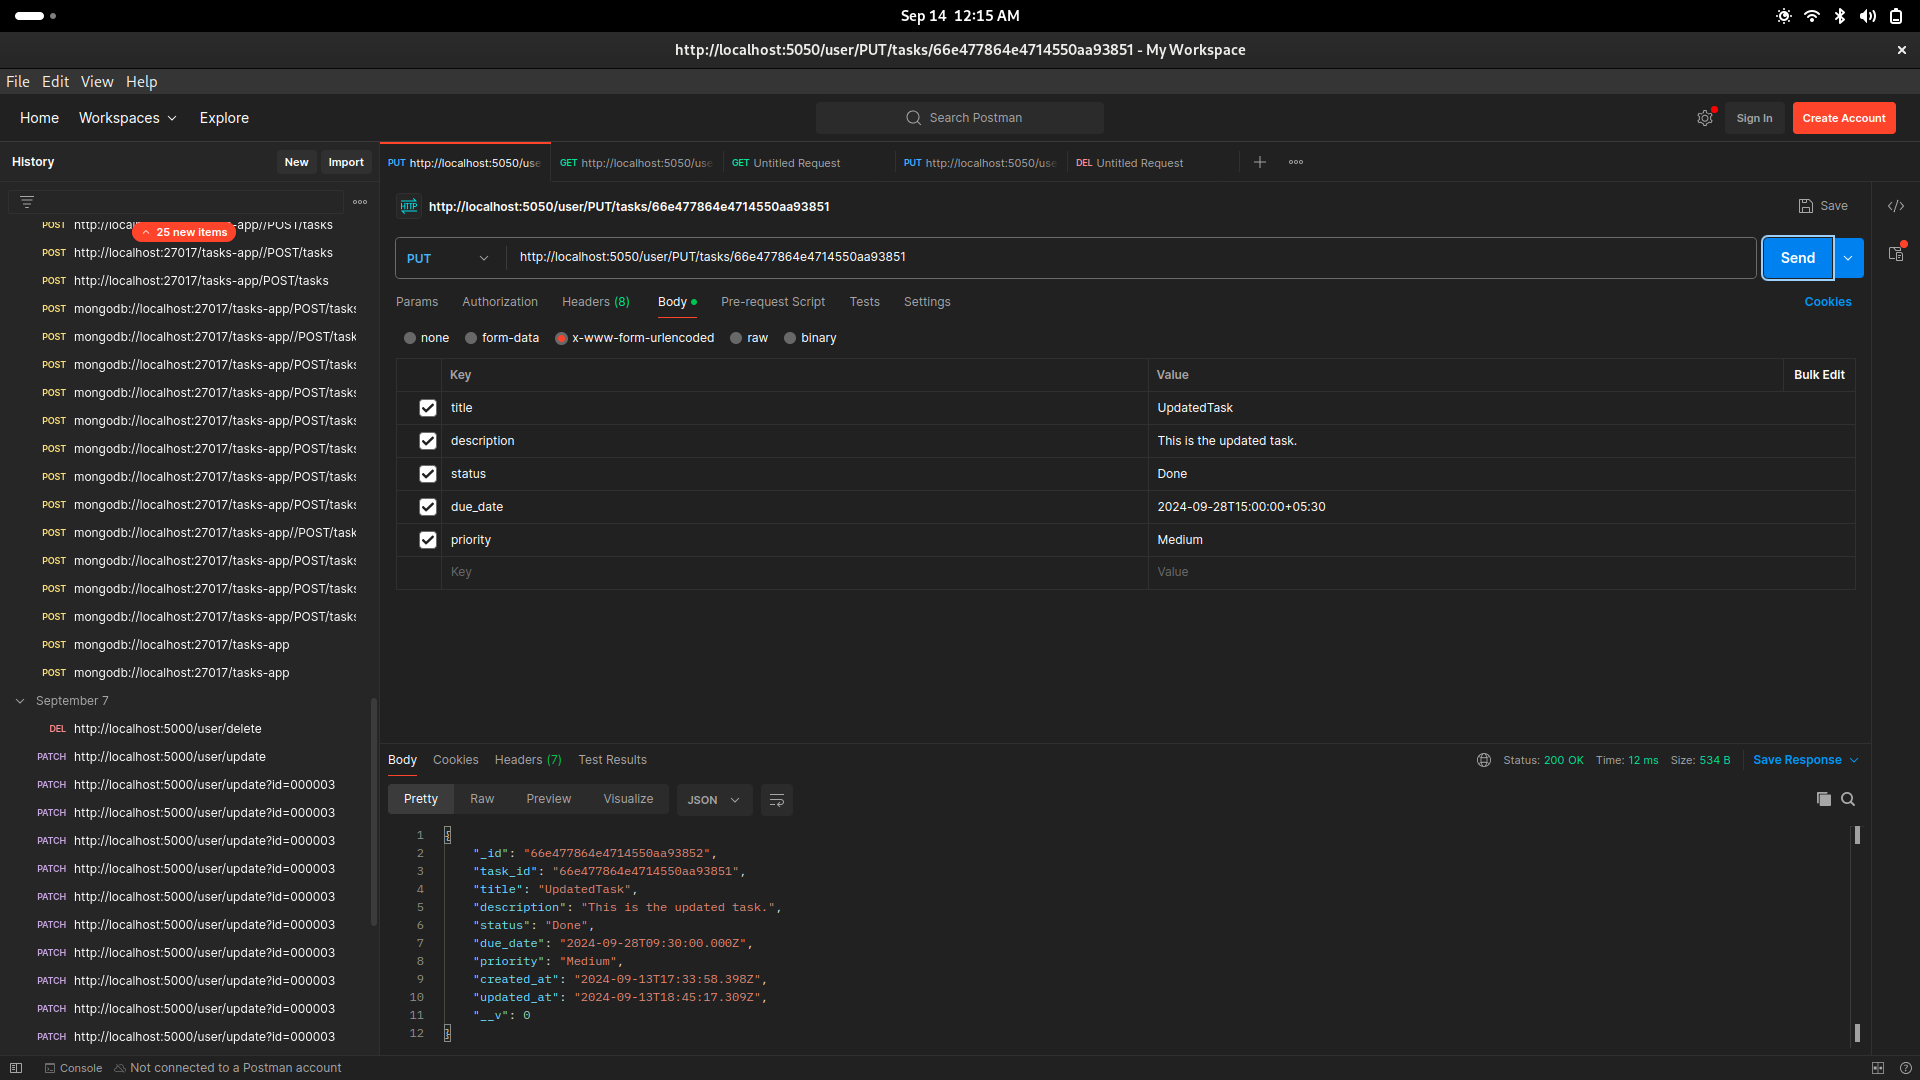 Sep 14 12:15 AM
http://localhost:5050/user/PUT/tasks/66e477864e4714550aa93851 - My Workspace
File Edit View Help
Home Workspaces Explore
Search Postman
Sign In
Create Account
History
New
Import
PUT http://localhost:5050/use
GET http://localhost:5050/use
GET Untitled Request
PUT http://localhost:5050/use
DEL Untitled Request
25 new items
POST http://local -app//POST/tasks
POST http://localhost:27017/tasks-app//POST/tasks
POST http://localhost:27017/tasks-app/POST/tasks
POST mongodb://localhost:27017/tasks-app/POST/tasks
POST mongodb://localhost:27017/tasks-app//POST/task
POST mongodb://localhost:27017/tasks-app/POST/tasks
POST mongodb://localhost:27017/tasks-app/POST/tasks
POST mongodb://localhost:27017/tasks-app/POST/tasks
POST mongodb://localhost:27017/tasks-app/POST/tasks
POST mongodb://localhost:27017/tasks-app/POST/tasks
POST mongodb://localhost:27017/tasks-app/POST/tasks
POST mongodb://localhost:27017/tasks-app//POST/task
POST mongodb://localhost:27017/tasks-app/POST/tasks
POST mongodb://localhost:27017/tasks-app/POST/tasks
POST mongodb://localhost:27017/tasks-app/POST/tasks
POST mongodb://localhost:27017/tasks-app
POST mongodb://localhost:27017/tasks-app
September 7
DEL http://localhost:5000/user/delete
PATCH http://localhost:5000/user/update
PATCH http://localhost:5000/user/update?id=000003
PATCH http://localhost:5000/user/update?id=000003
PATCH http://localhost:5000/user/update?id=000003
PATCH http://localhost:5000/user/update?id=000003
PATCH http://localhost:5000/user/update?id=000003
PATCH http://localhost:5000/user/update?id=000003
PATCH http://localhost:5000/user/update?id=000003
PATCH http://localhost:5000/user/update?id=000003
PATCH http://localhost:5000/user/update?id=000003
PATCH http://localhost:5000/user/update?id=000003
HTTP http://localhost:5050/user/PUT/tasks/66e477864e4714550aa93851
Save
PUT http://localhost:5050/user/PUT/tasks/66e477864e4714550aa93851
Send
Params Authorization Headers (8) Body Pre-request Script Tests Settings
Cookies
none form-data x-www-form-urlencoded raw binary
Key Value Bulk Edit
title UpdatedTask
description This is the updated task.
status Done
due_date 2024-09-28T15:00:00+05:30
priority Medium
Key Value
Body Cookies Headers (7) Test Results
Status: 200 OK Time: 12 ms Size: 534 B
Save Response
Pretty Raw Preview Visualize JSON
1 {
2 "_id": "66e477864e4714550aa93852",
3 "task_id": "66e477864e4714550aa93851",
4 "title": "UpdatedTask",
5 "description": "This is the updated task.",
6 "status": "Done",
7 "due_date": "2024-09-28T09:30:00.000Z",
8 "priority": "Medium",
9 "created_at": "2024-09-13T17:33:58.398Z",
10 "updated_at": "2024-09-13T18:45:17.309Z",
11 "__v": 0
12 }
Console Not connected to a Postman account